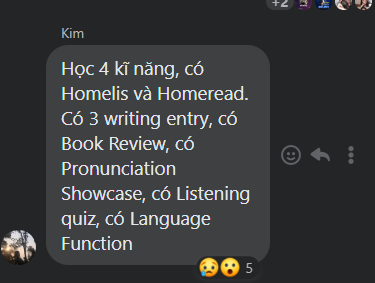 +2
Kim
Học 4 kĩ năng, có
Homelis và Homeread.
Có 3 writing entry, có
Book Review, có
Pronunciation
Showcase, có Listening
quiz, có Language
Function
5